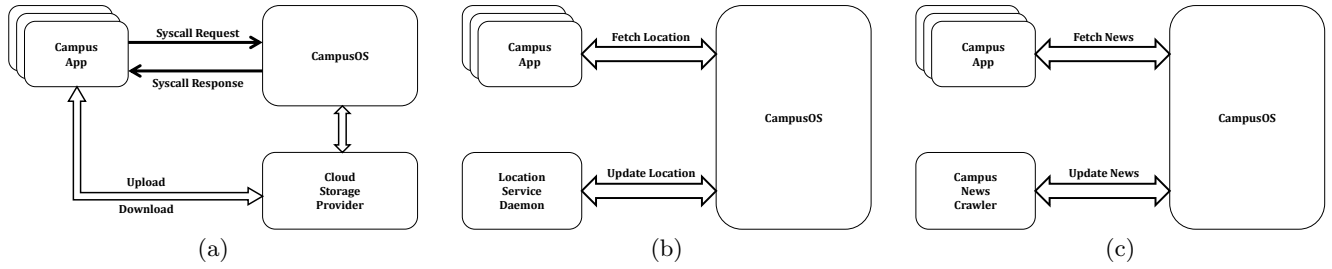 Campus
App
Syscall Request
Syscall Response
CampusOS
Upload
Download
Cloud
Storage
Provider
(a)
Campus
App
Fetch Location
CampusOS
Location
Service
Daemon
Update Location
(b)
Campus
App
Fetch News
CampusOS
Campus
News
Crawler
Update News
(c)